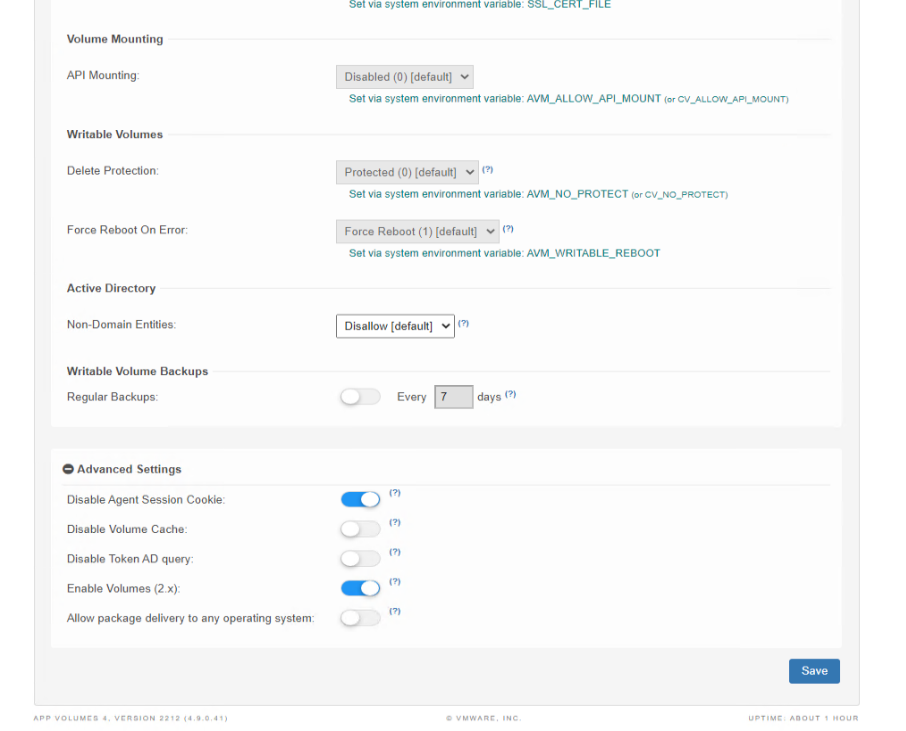 Set via system environment variable: SSL_CERT_FILE
Volume Mounting
API Mounting:
Disabled (0) [default]
Set via system environment variable: AVM_ALLOW_API_MOUNT (or CV_ALLOW_API_MOUNT)
Writable Volumes
Delete Protection:
Protected (0) [default] (?)
Set via system environment variable: AVM_NO_PROTECT (or CV_NO_PROTECT)
Force Reboot On Error:
Force Reboot (1) [default] (?)
Set via system environment variable: AVM_WRITABLE_REBOOT
Active Directory
Non-Domain Entities:
Disallow [default] (?)
Writable Volume Backups
Regular Backups: Every 7 days (?)
Advanced Settings
Disable Agent Session Cookie: (?)
Disable Volume Cache: (?)
Disable Token AD query: (?)
Enable Volumes (2.x): (?)
Allow package delivery to any operating system: (?)
Save
APP VOLUMES 4, VERSION 2212 (4.9.0.41) © VMWARE, INC. UPTIME: ABOUT 1 HOUR